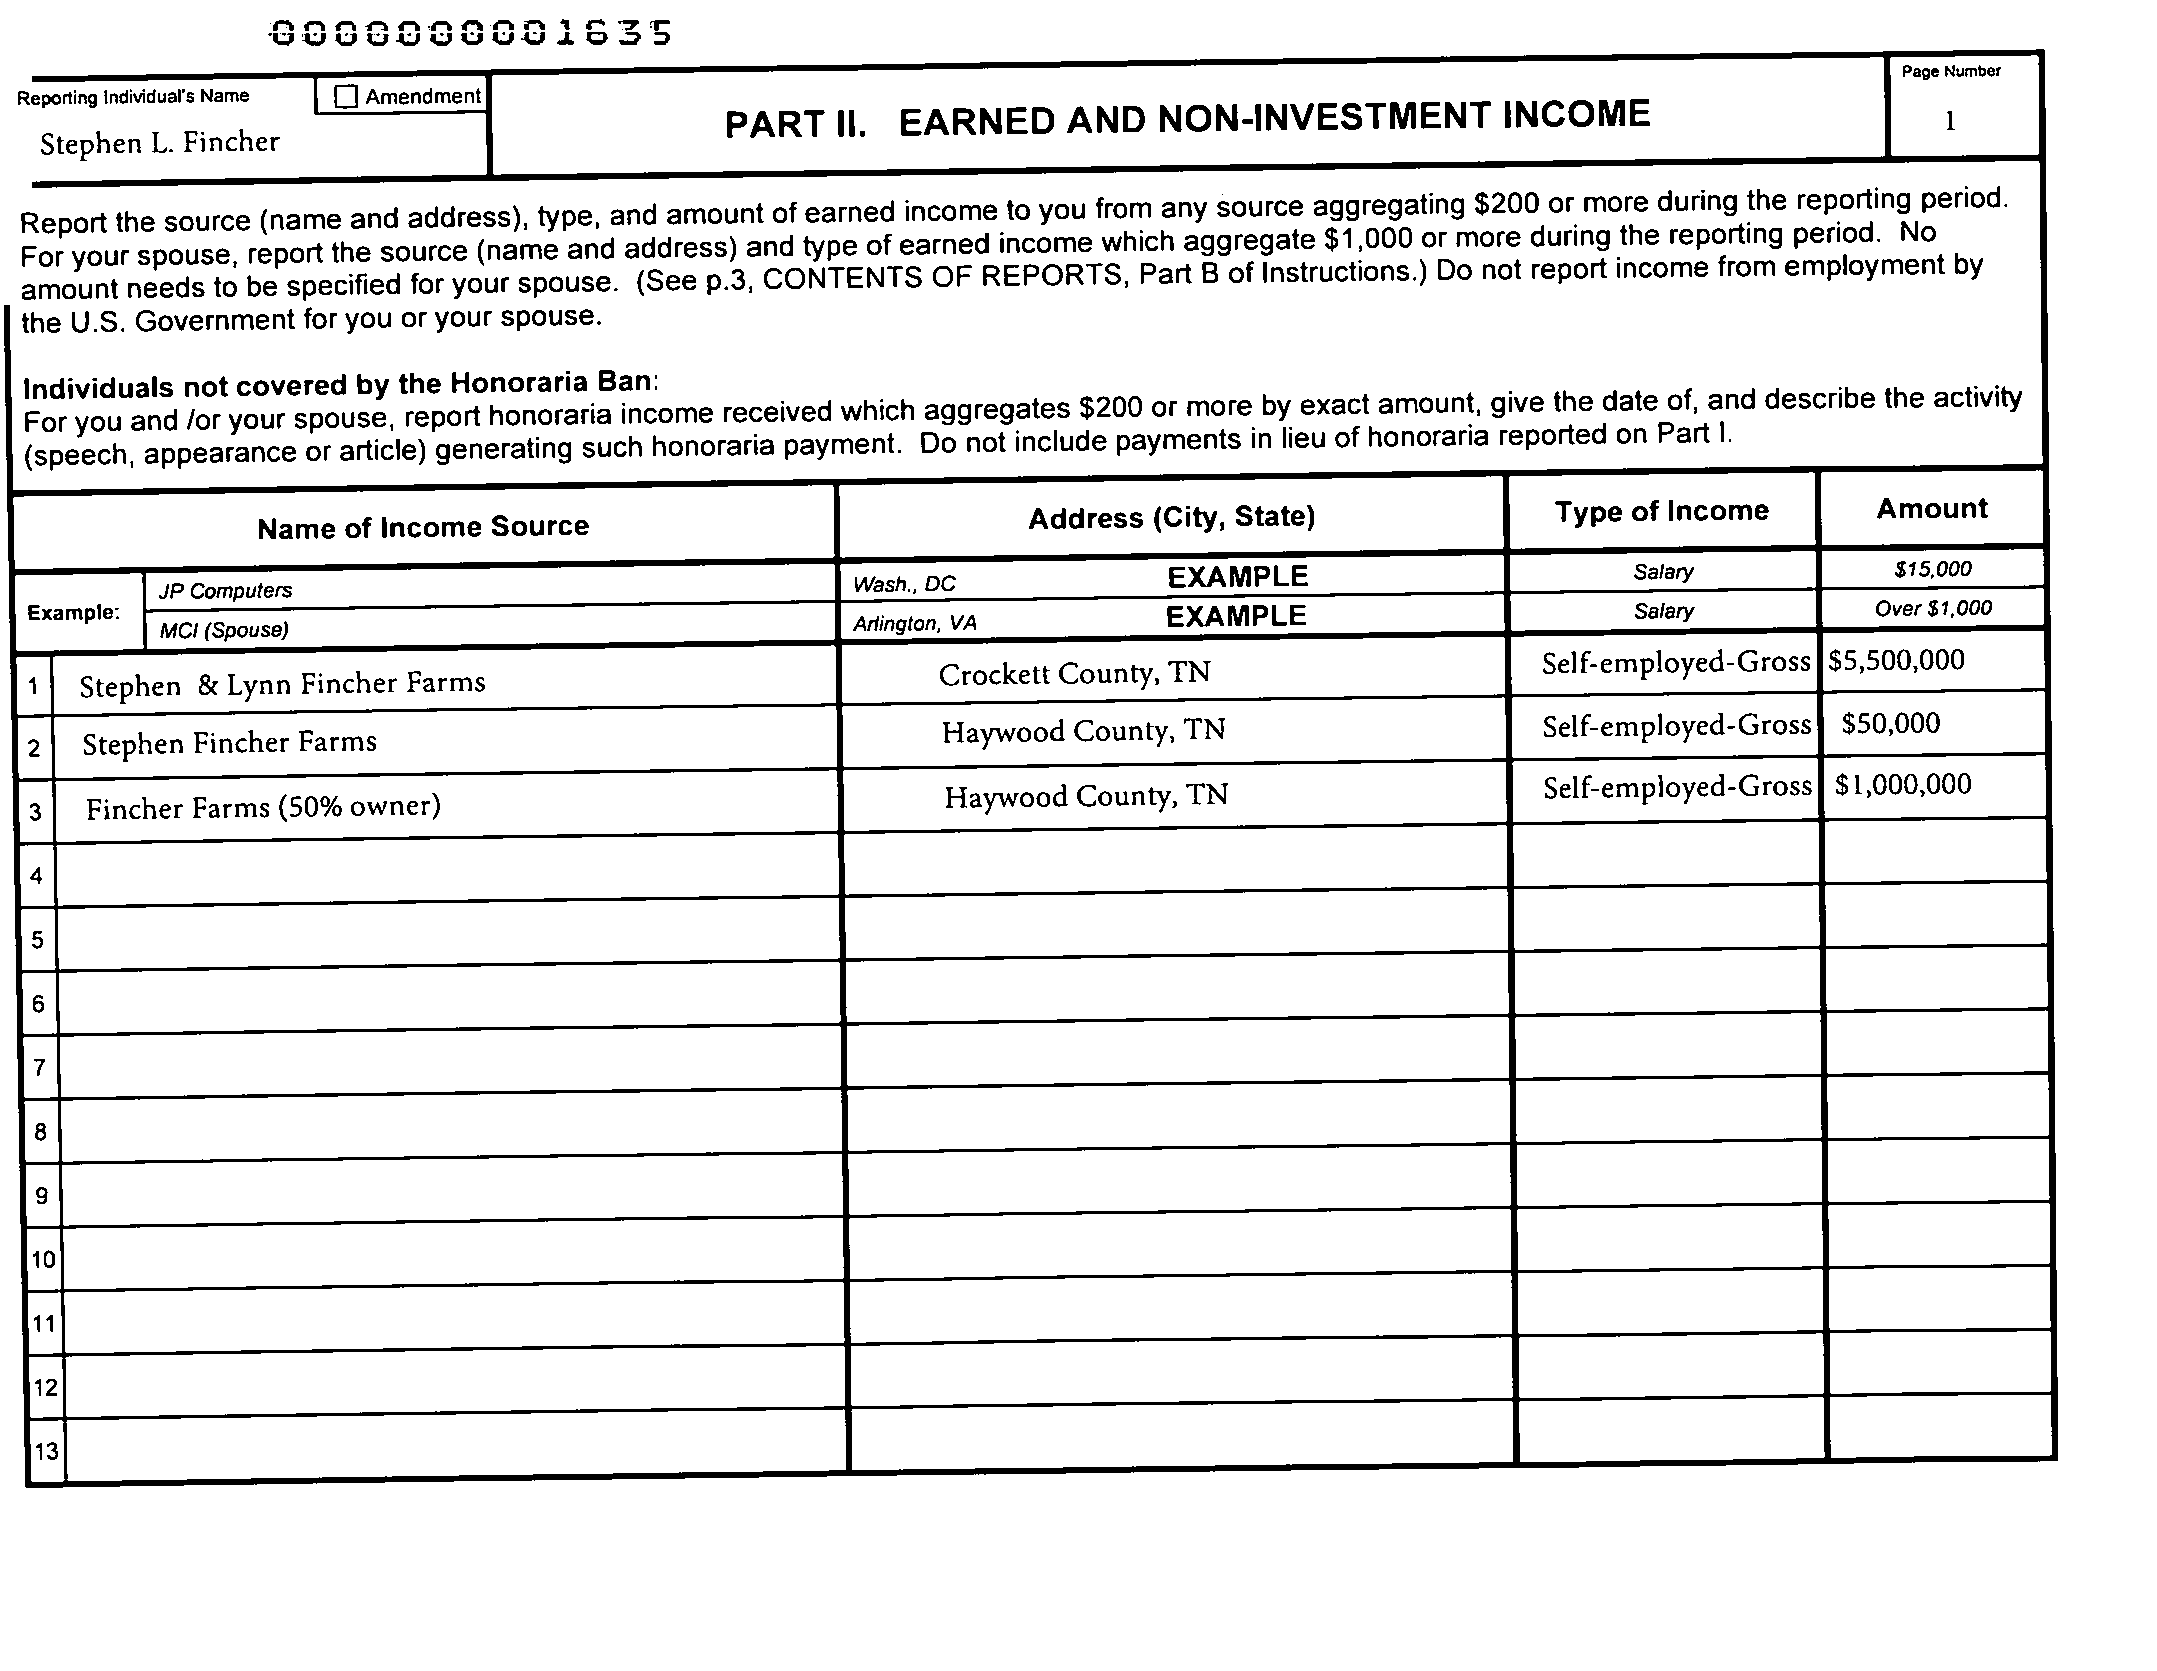 0000000001635
Reporting Individual's Name
Amendment
Stephen L. Fincher
PART II. EARNED AND NON-INVESTMENT INCOME
Page Number
1
Report the source (name and address), type, and amount of earned income to you from any source aggregating $200 or more during the reporting period.
For your spouse, report the source (name and address) and type of earned income which aggregate $1,000 or more during the reporting period. No
amount needs to be specified for your spouse. (See p.3, CONTENTS OF REPORTS, Part B of Instructions.) Do not report income from employment by
the U.S. Government for you or your spouse.
Individuals not covered by the Honoraria Ban:
For you and /or your spouse, report honoraria income received which aggregates $200 or more by exact amount, give the date of, and describe the activity
(speech, appearance or article) generating such honoraria payment. Do not include payments in lieu of honoraria reported on Part I.
Name of Income Source Address (City, State) Type of Income Amount
Example:
JP Computers Wash., DC EXAMPLE Salary $15,000
MCI (Spouse) Arlington, VA EXAMPLE Salary Over $1,000
1 Stephen & Lynn Fincher Farms Crockett County, TN Self-employed-Gross $5,500,000
2 Stephen Fincher Farms Haywood County, TN Self-employed-Gross $50,000
3 Fincher Farms (50% owner) Haywood County, TN Self-employed-Gross $1,000,000
4
5
6
7
8
9
10
11
12
13